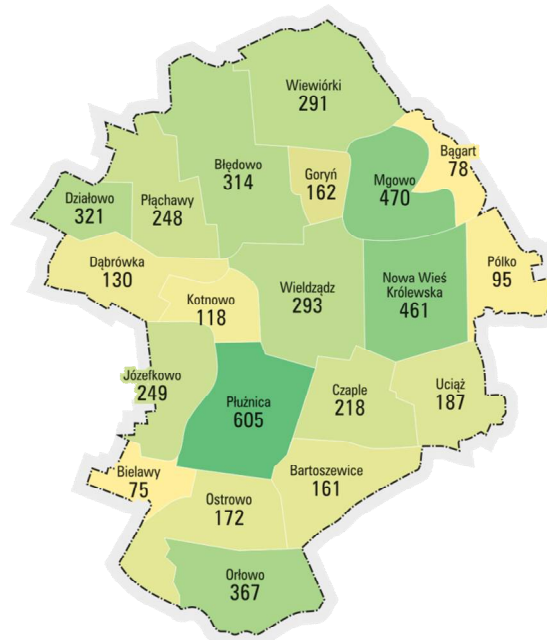 Wiewiórki
291
Błędowo
314
Goryń
162
Mgowo
470
Bągart
78
Działowo
321
Płąchawy
248
Dąbrówka
130
Kotnowo
118
Wieldządz
293
Nowa Wieś
Królewska
461
Pólko
95
Józefkowo
249
Płużnica
605
Czaple
218
Uciąż
187
Bielawy
75
Ostrowo
172
Bartoszewice
161
Orłowo
367